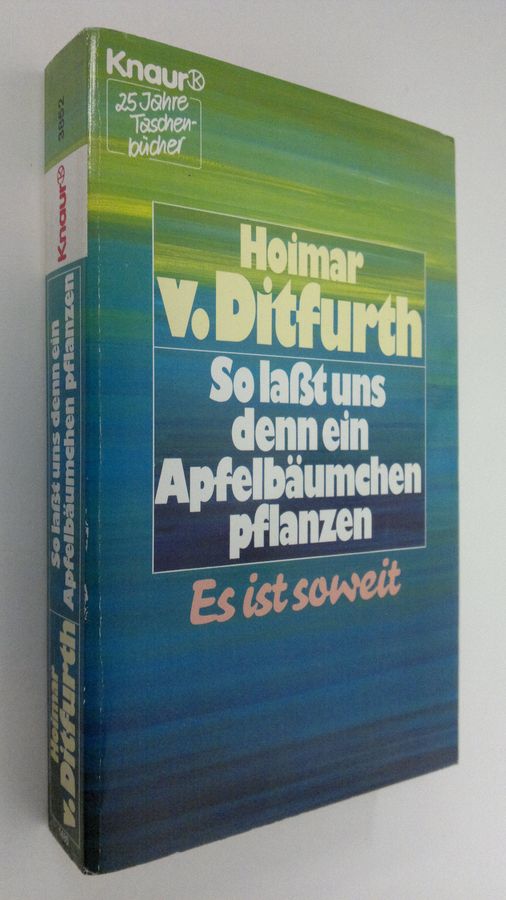 Knaur
25 Jahre
Taschen-
bücher
Hoimar
v. Ditfurth
So laßt uns
denn ein
Apfelbäumchen
pflanzen
Es ist soweit
3852
Knaur
So laßt uns denn ein
Apfelbäumchen pflanzen
Hoimar
v. Ditfurth